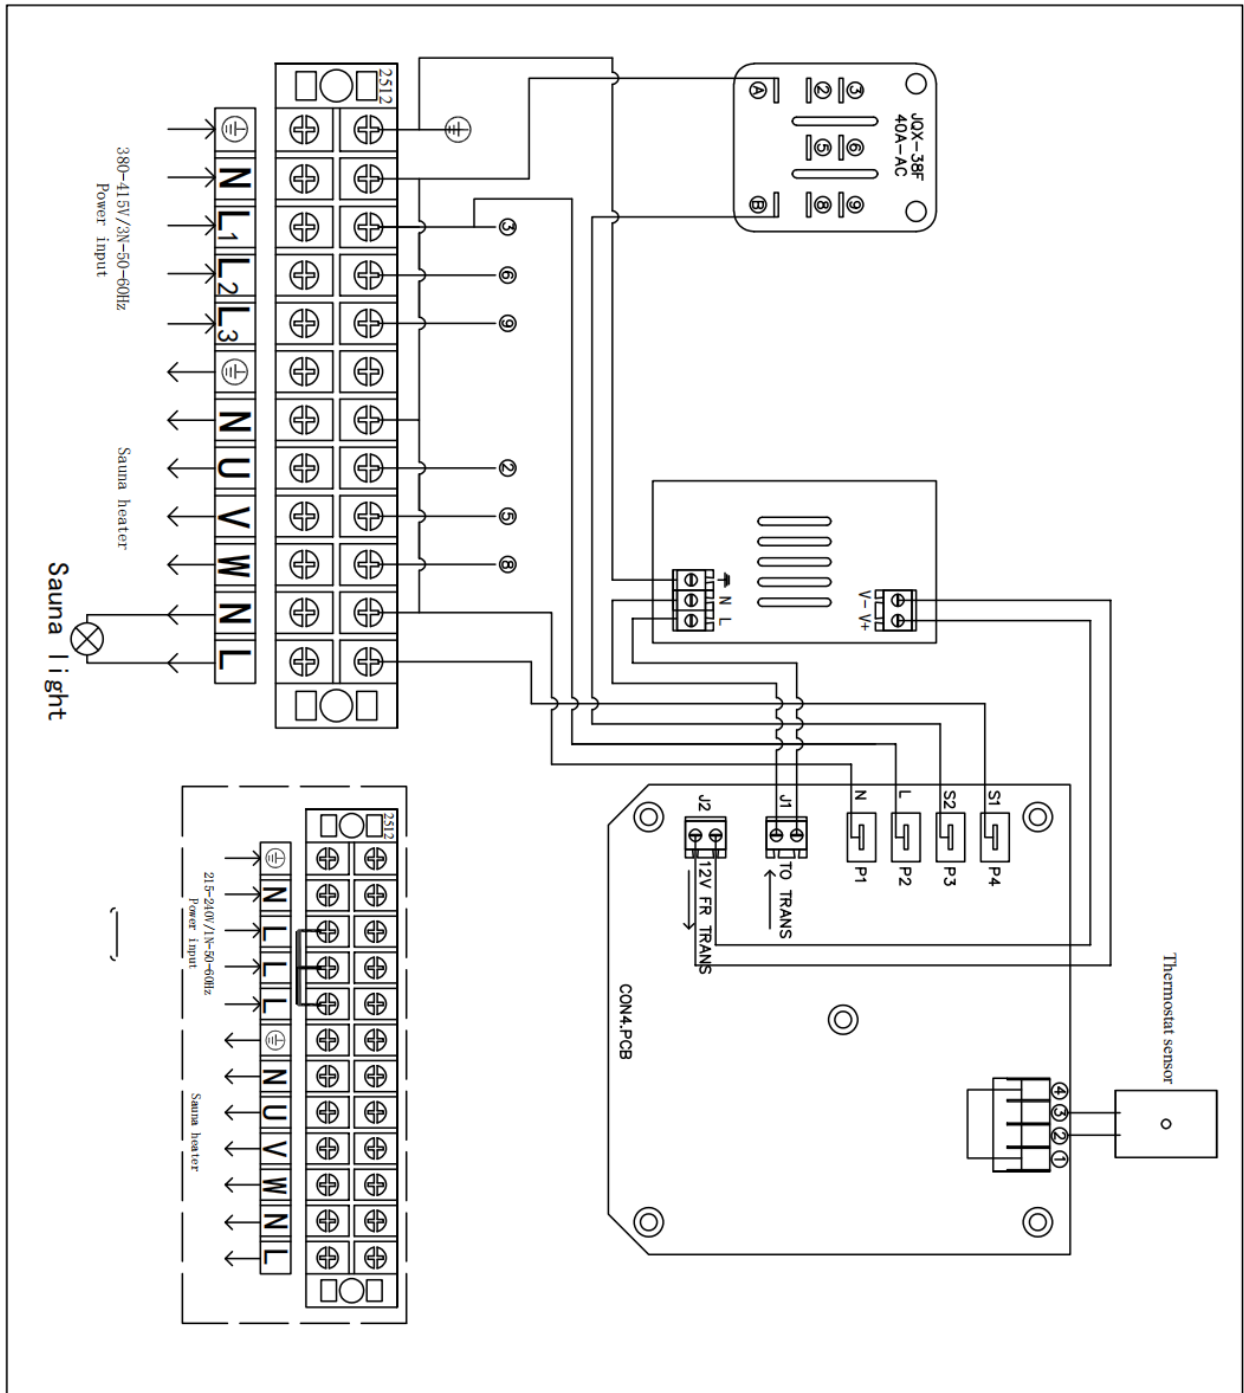 2512
⏚
N
L1
L2
L3
⏚
N
U
V
W
N
L
380-415V/3N-50-60Hz
Power input
Sauna heater
Sauna light
⏚
③
⑥
⑨
②
⑤
⑧
A
②
③
⑤
⑥
B
⑧
⑨
JQX-38F
40A-AC
N
L
V-
V+
J2
J1
N
L
S2
S1
12V FR TRANS
TO TRANS
P1
P2
P3
P4
CON4.PCB
④
③
②
①
Thermostat sensor
2512
⏚
N
L
L
L
⏚
N
U
V
W
N
L
215-240V/1N-50-60Hz
Power input
Sauna heater